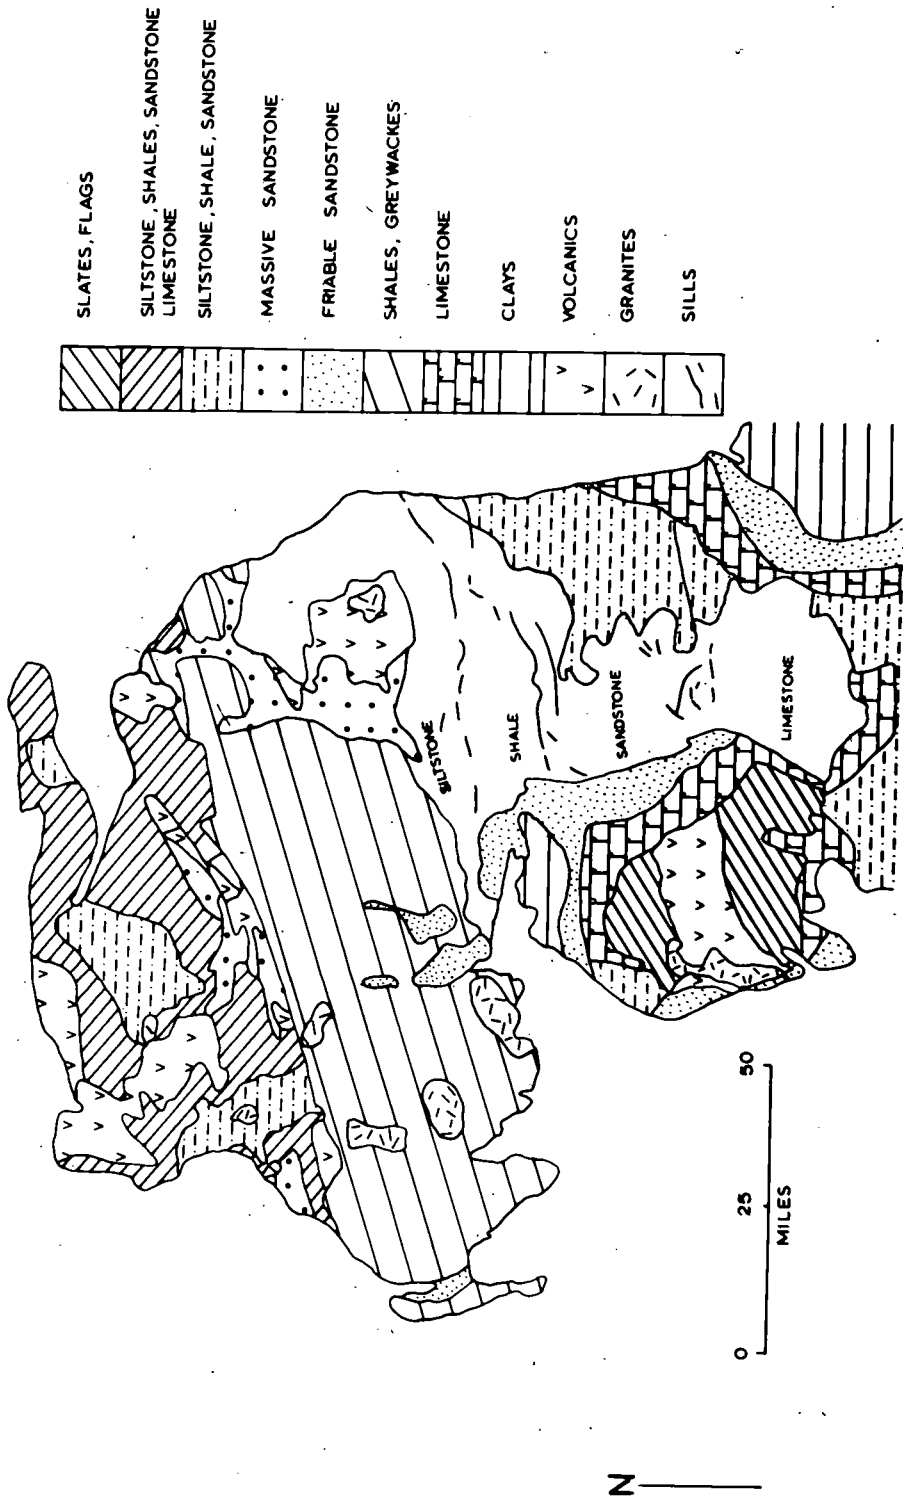 SLATES, FLAGS
SILTSTONE, SHALES, SANDSTONE
LIMESTONE
SILTSTONE, SHALE, SANDSTONE
MASSIVE SANDSTONE
FRIABLE SANDSTONE
SHALES, GREYWACKES
LIMESTONE
CLAYS
VOLCANICS
GRANITES
SILLS
SILTSTONE
SHALE
SANDSTONE
LIMESTONE
0 25 50
MILES
N